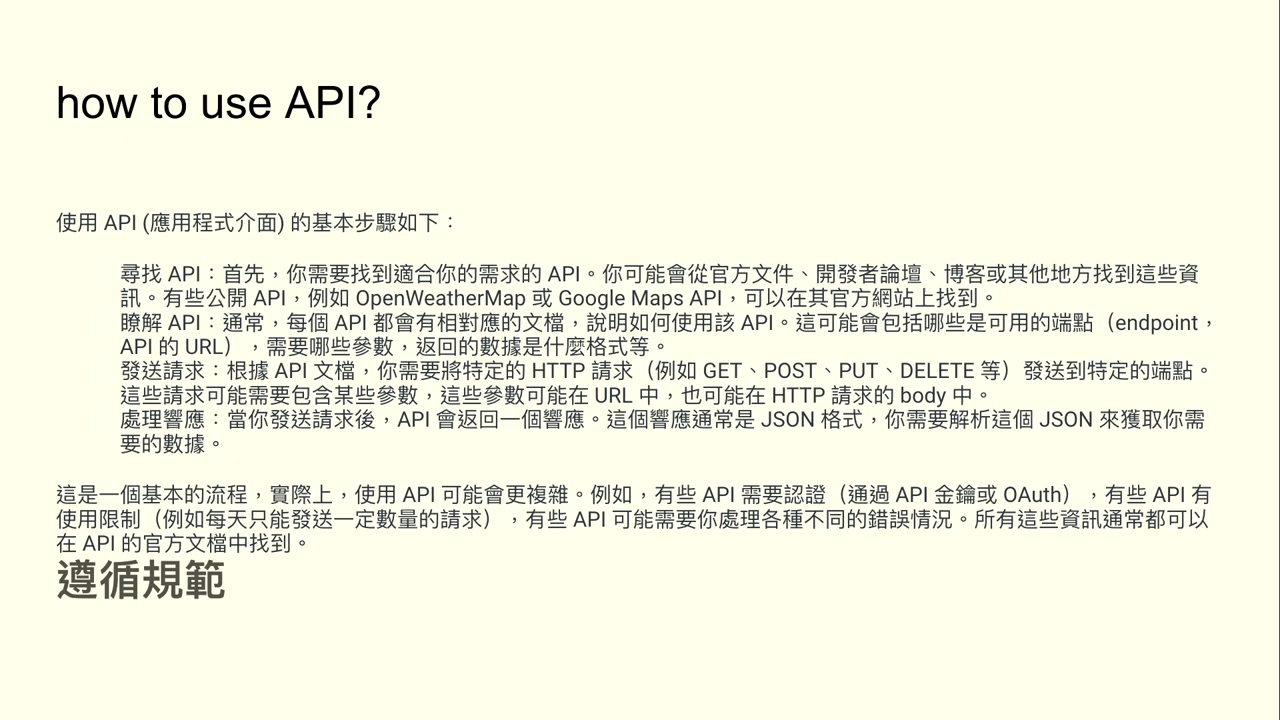 how to use API?
使用 API (應用程式介面) 的基本步驟如下：
尋找 API：首先，你需要找到適合你的需求的 API。你可能會從官方文件、開發者論壇、博客或其他地方找到這些資
訊。有些公開 API，例如 OpenWeatherMap 或 Google Maps API，可以在其官方網站上找到。
瞭解 API：通常，每個 API 都會有相對應的文檔，說明如何使用該 API。這可能會包括哪些是可用的端點（endpoint，
API 的 URL），需要哪些參數，返回的數據是什麼格式等。
發送請求：根據 API 文檔，你需要將特定的 HTTP 請求（例如 GET、POST、PUT、DELETE 等）發送到特定的端點。
這些請求可能需要包含某些參數，這些參數可能在 URL 中，也可能在 HTTP 請求的 body 中。
處理響應：當你發送請求後，API 會返回一個響應。這個響應通常是 JSON 格式，你需要解析這個 JSON 來獲取你需
要的數據。
這是一個基本的流程，實際上，使用 API 可能會更複雜。例如，有些 API 需要認證（通過 API 金鑰或 OAuth），有些 API 有
使用限制（例如每天只能發送一定數量的請求），有些 API 可能需要你處理各種不同的錯誤情況。所有這些資訊通常都可以
在 API 的官方文檔中找到。
遵循規範